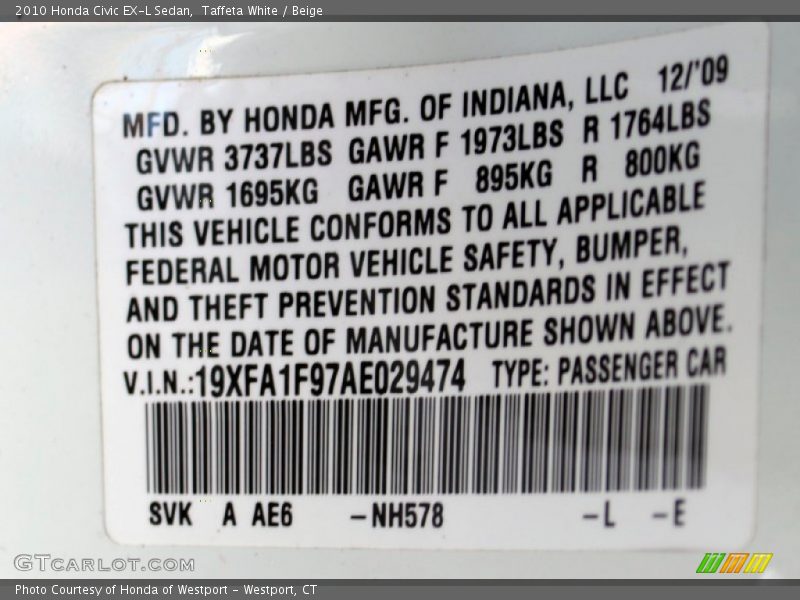 2010 Honda Civic EX-L Sedan,  Taffeta White / Beige
MFD. BY HONDA MFG. OF INDIANA, LLC 12/'09
GVWR 3737LBS GAWR F 1973LBS R 1764LBS
GVWR 1695KG GAWR F 895KG R 800KG
THIS VEHICLE CONFORMS TO ALL APPLICABLE
FEDERAL MOTOR VEHICLE SAFETY, BUMPER,
AND THEFT PREVENTION STANDARDS IN EFFECT
ON THE DATE OF MANUFACTURE SHOWN ABOVE.
V.I.N.:19XFA1F97AE029474 TYPE: PASSENGER CAR
SVK A AE6 -NH578 -L -E
GTcarlot.com
Photo Courtesy of Honda of Westport - Westport, CT